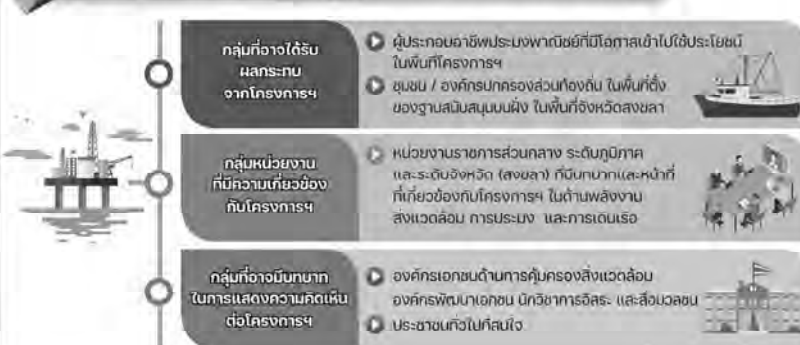 กลุ่มที่อาจได้รับ
ผลกระทบ
จากโครงการฯ
ผู้ประกอบอาชีพประมงพาณิชย์ที่มีโอกาสเข้าไปใช้ประโยชน์
ในพื้นที่โครงการฯ
ชุมชน / องค์กรปกครองส่วนท้องถิ่น ในพื้นที่ตั้ง
ของฐานสนับสนุนบนฝั่ง ในพื้นที่จังหวัดสงขลา
กลุ่มหน่วยงาน
ที่มีความเกี่ยวข้อง
กับโครงการฯ
หน่วยงานราชการส่วนกลาง ระดับภูมิภาค
และระดับจังหวัด (สงขลา) ที่มีบทบาทและหน้าที่
ที่เกี่ยวข้องกับโครงการฯ ในด้านพลังงาน
สิ่งแวดล้อม การประมง และการเดินเรือ
กลุ่มที่อาจมีบทบาท
ในการแสดงความคิดเห็น
ต่อโครงการฯ
องค์กรเอกชนด้านการคุ้มครองสิ่งแวดล้อม
องค์กรพัฒนาเอกชน นักวิชาการอิสระ และสื่อมวลชน
ประชาชนทั่วไปที่สนใจ